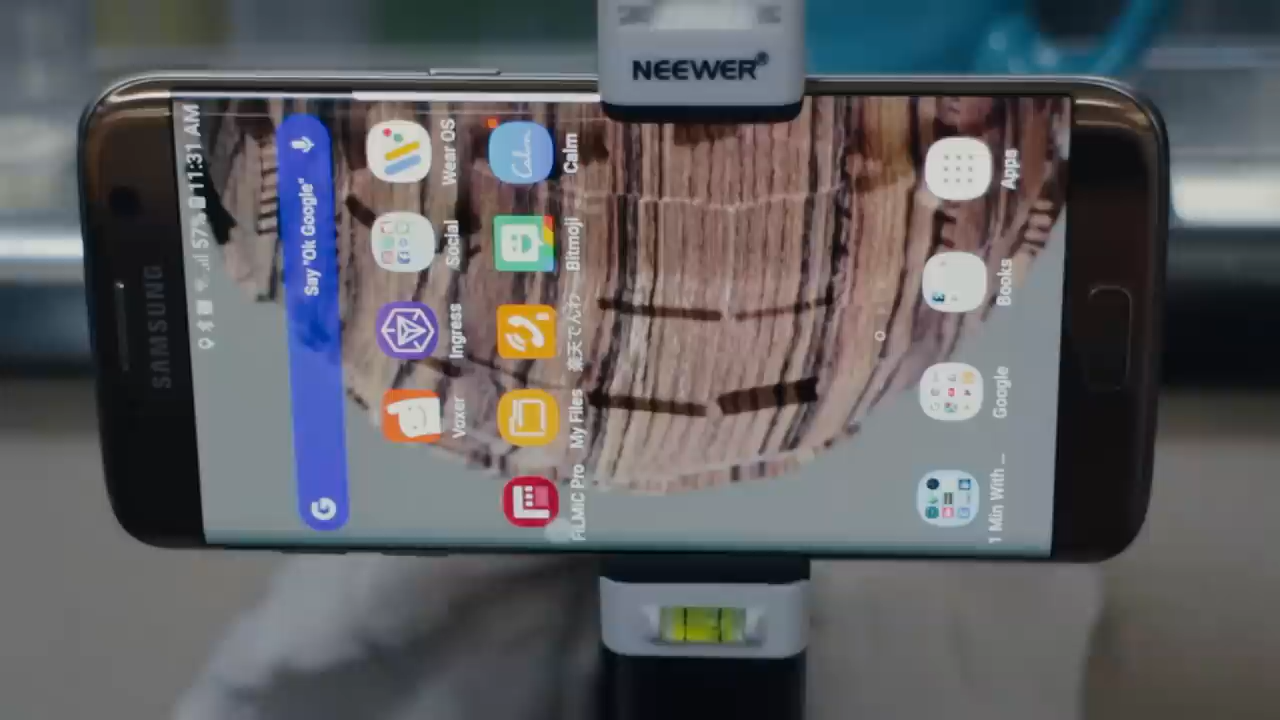 NEEWER®
SAMSUNG
57% 11:31 AM
Say "Ok Google"
Voxer
Ingress
Social
Wear OS
FiLMiC Pro
My Files
楽天でんわ
Bitmoji
Calm
Calm
1 Min With ...
Google
Books
Apps